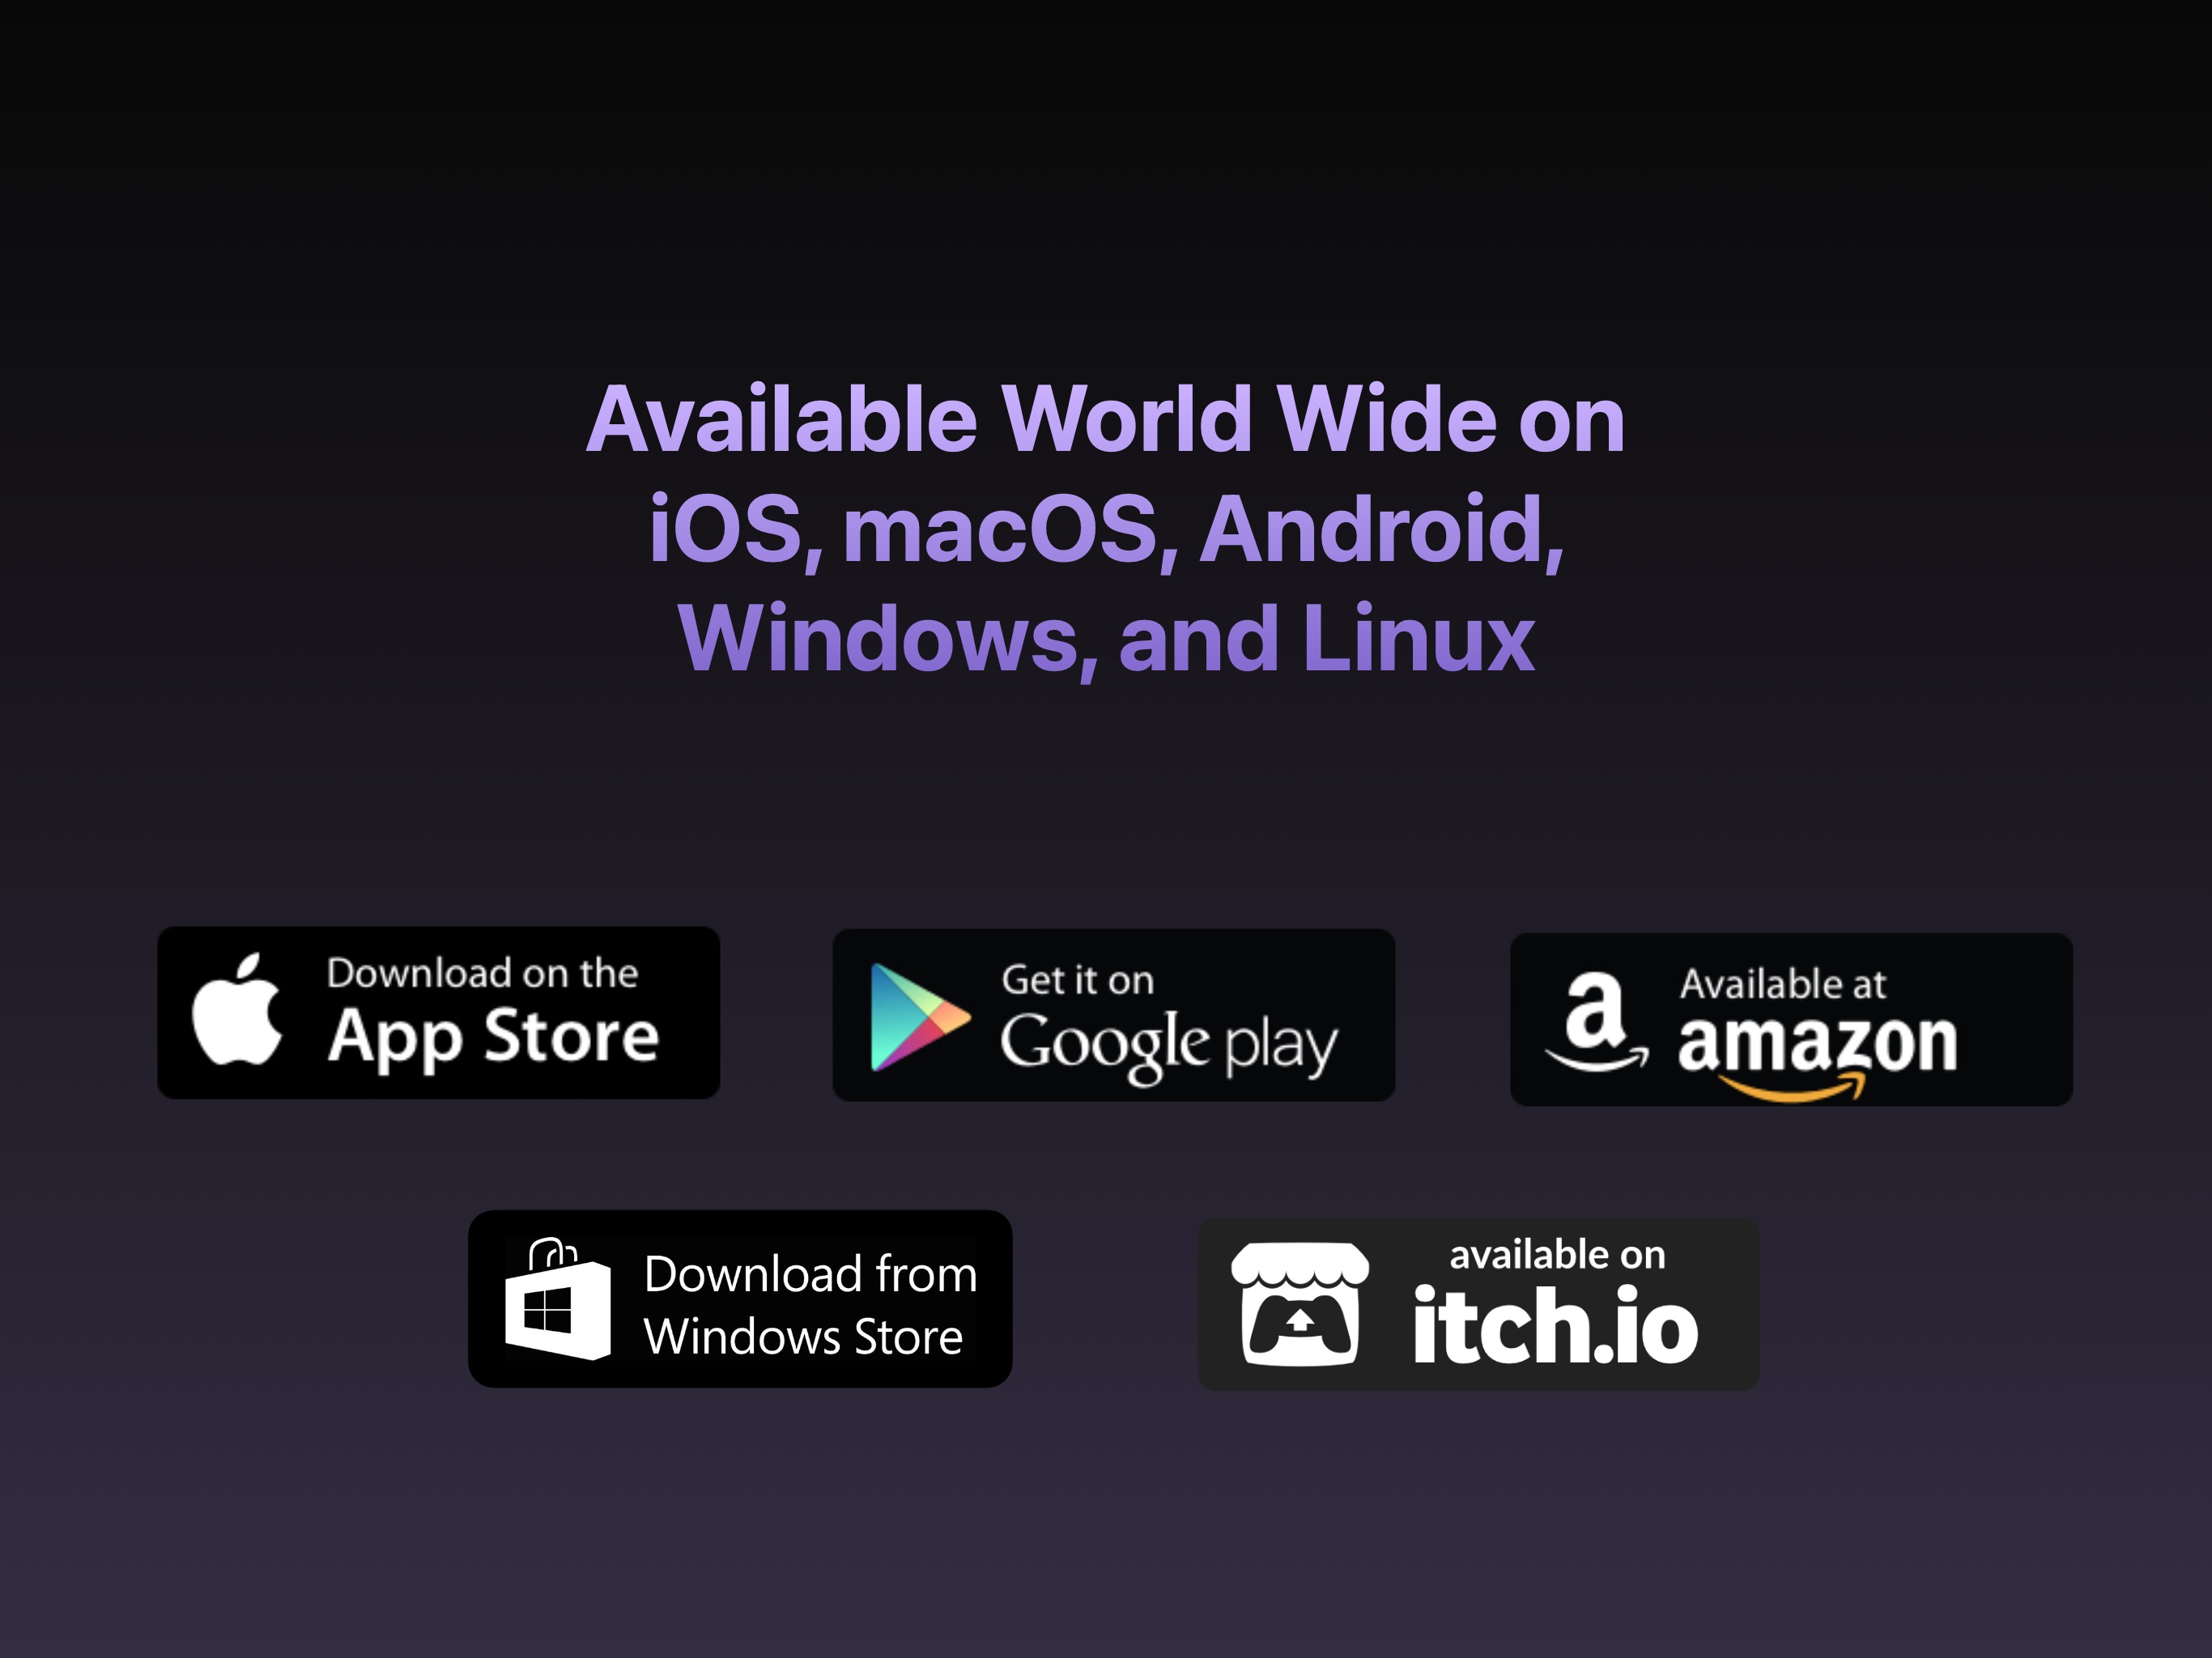 Available World Wide on
iOS, macOS, Android,
Windows, and Linux
Download on the
App Store
Get it on
Google play
a
Available at
amazon
Download from
Windows Store
available on
itch.io